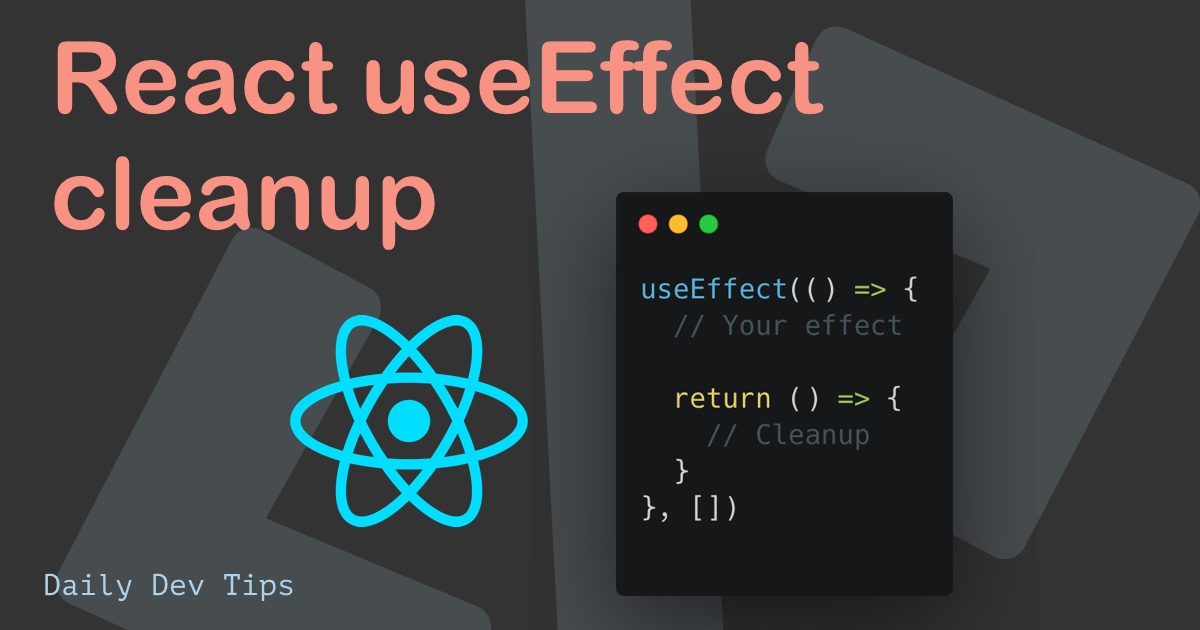 React useEffect
cleanup
useEffect(() => {
  // Your effect
  return () => {
    // Cleanup
  }
}, [])
Daily Dev Tips